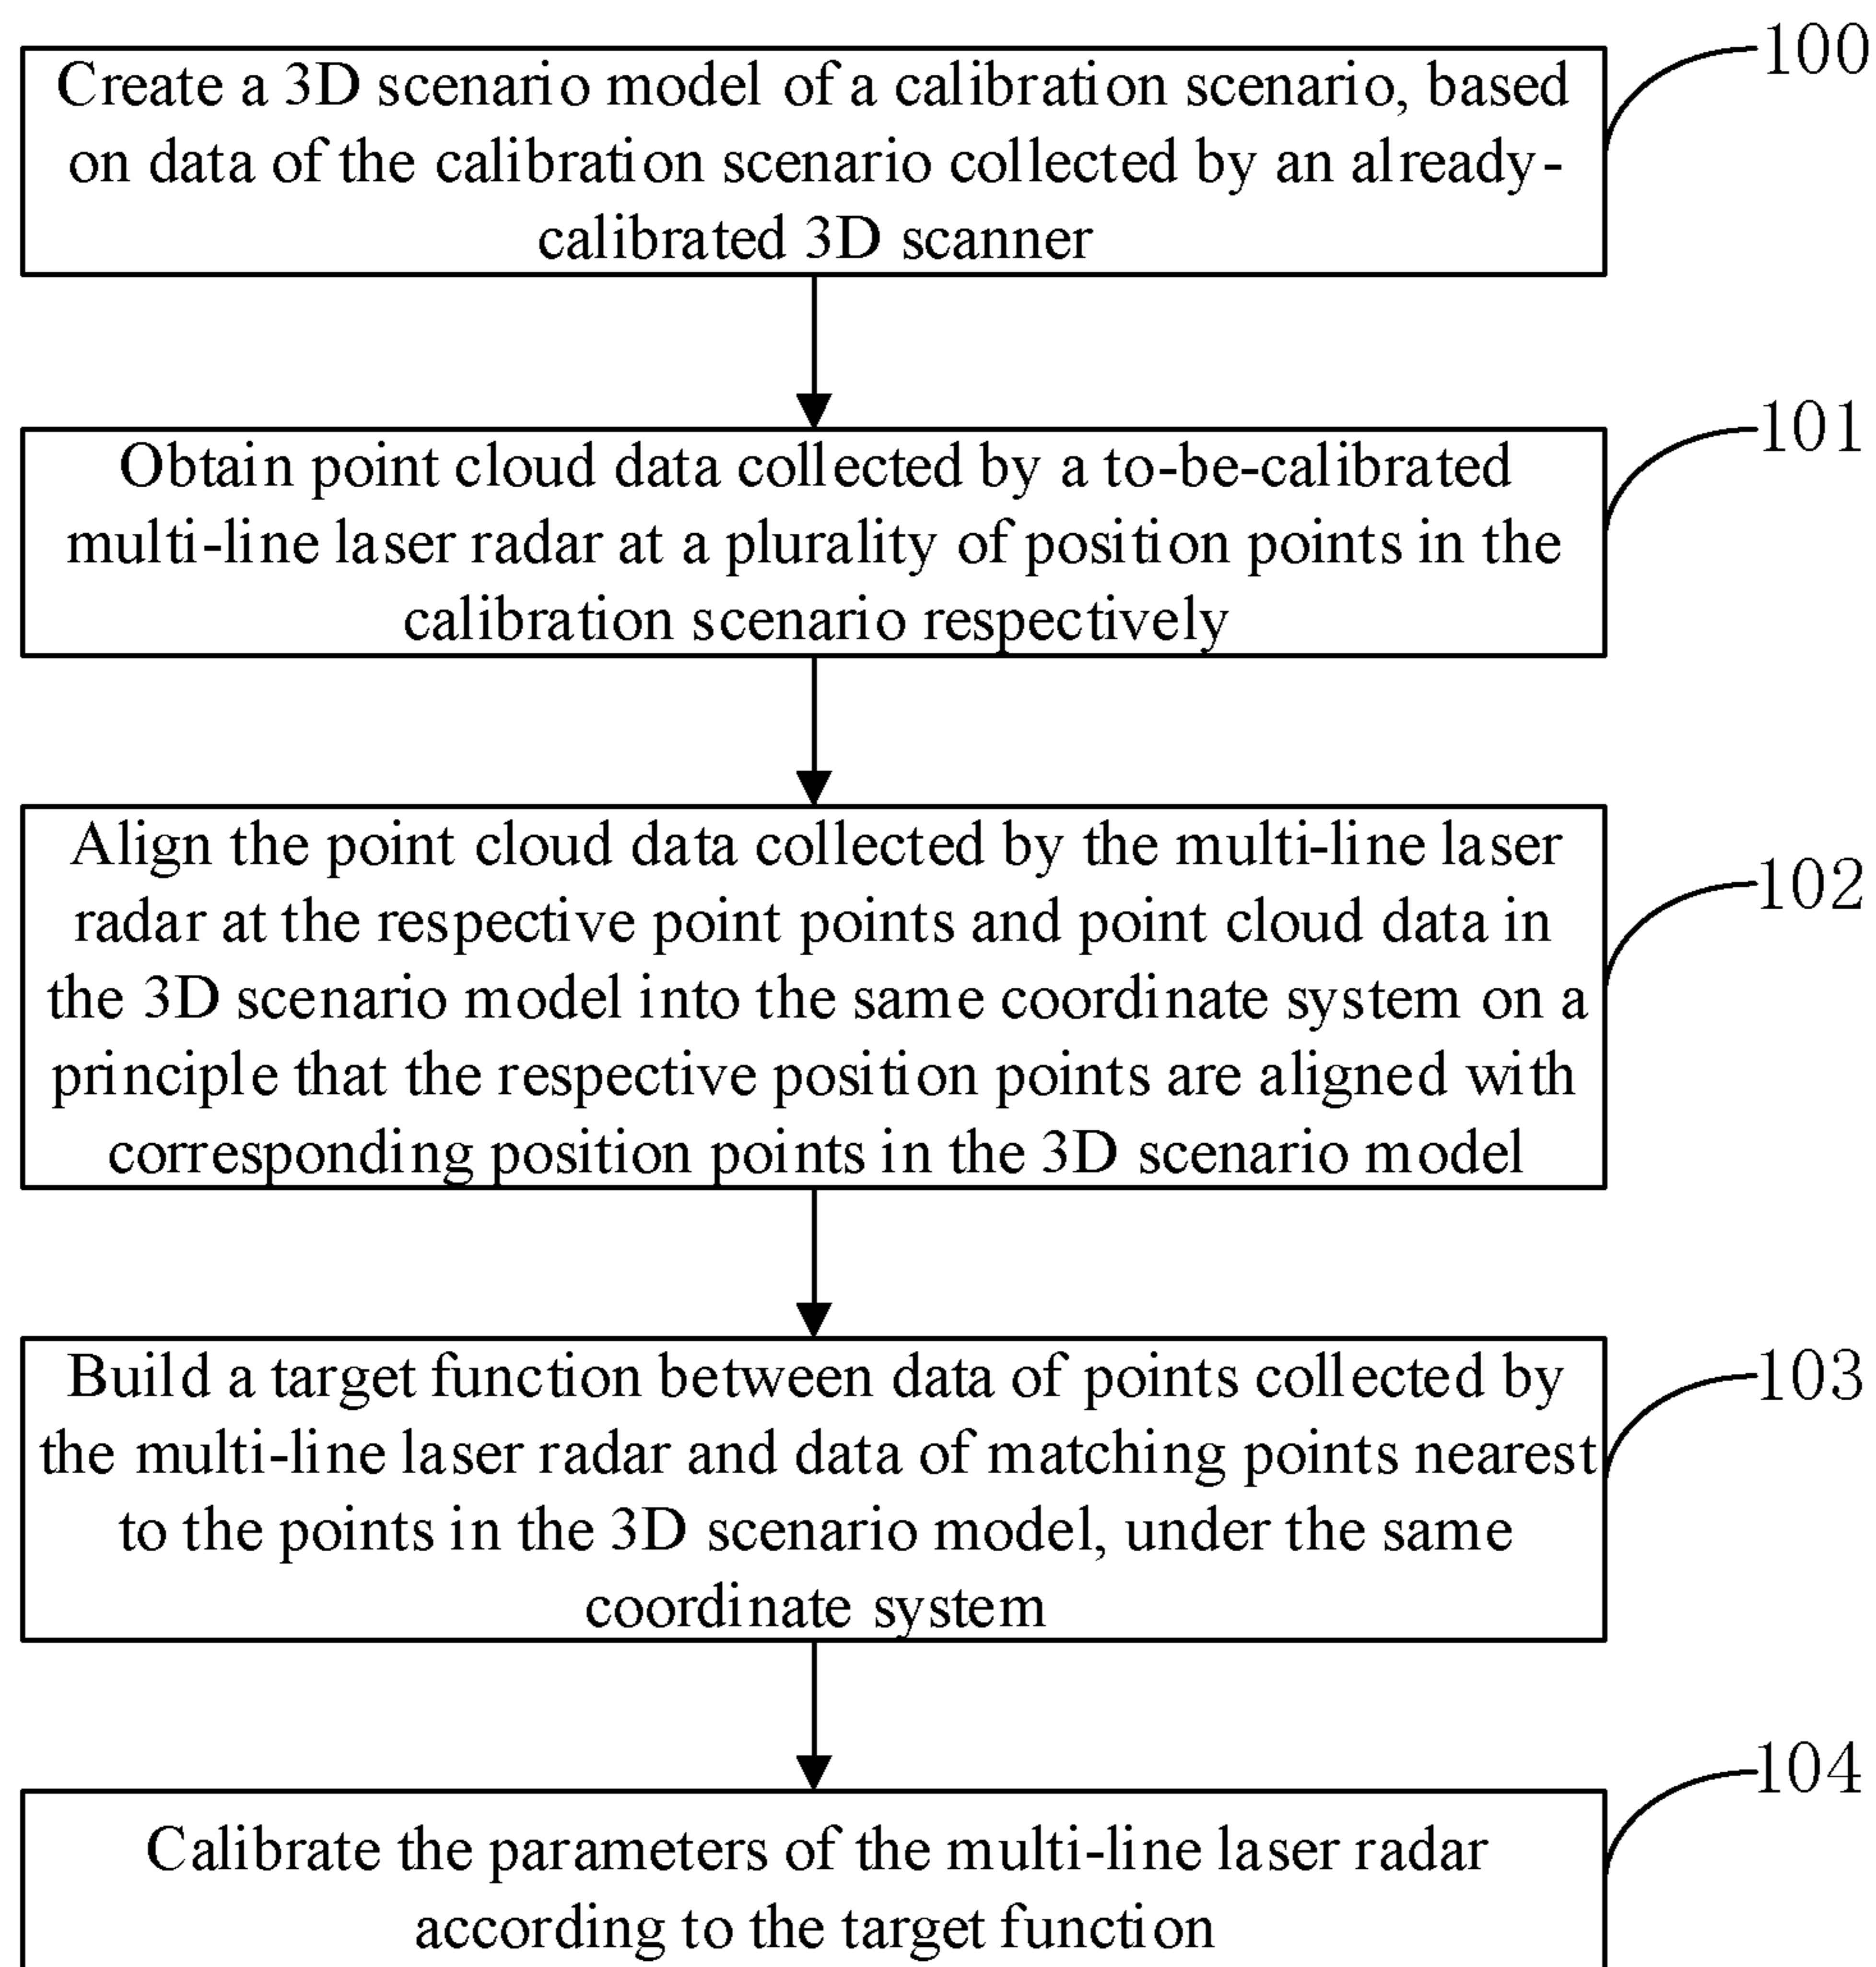 100
Create a 3D scenario model of a calibration scenario, based
on data of the calibration scenario collected by an already-
calibrated 3D scanner
101
Obtain point cloud data collected by a to-be-calibrated
multi-line laser radar at a plurality of position points in the
calibration scenario respectively
102
Align the point cloud data collected by the multi-line laser
radar at the respective point points and point cloud data in
the 3D scenario model into the same coordinate system on a
principle that the respective position points are aligned with
corresponding position points in the 3D scenario model
103
Build a target function between data of points collected by
the multi-line laser radar and data of matching points nearest
to the points in the 3D scenario model, under the same
coordinate system
104
Calibrate the parameters of the multi-line laser radar
according to the target function